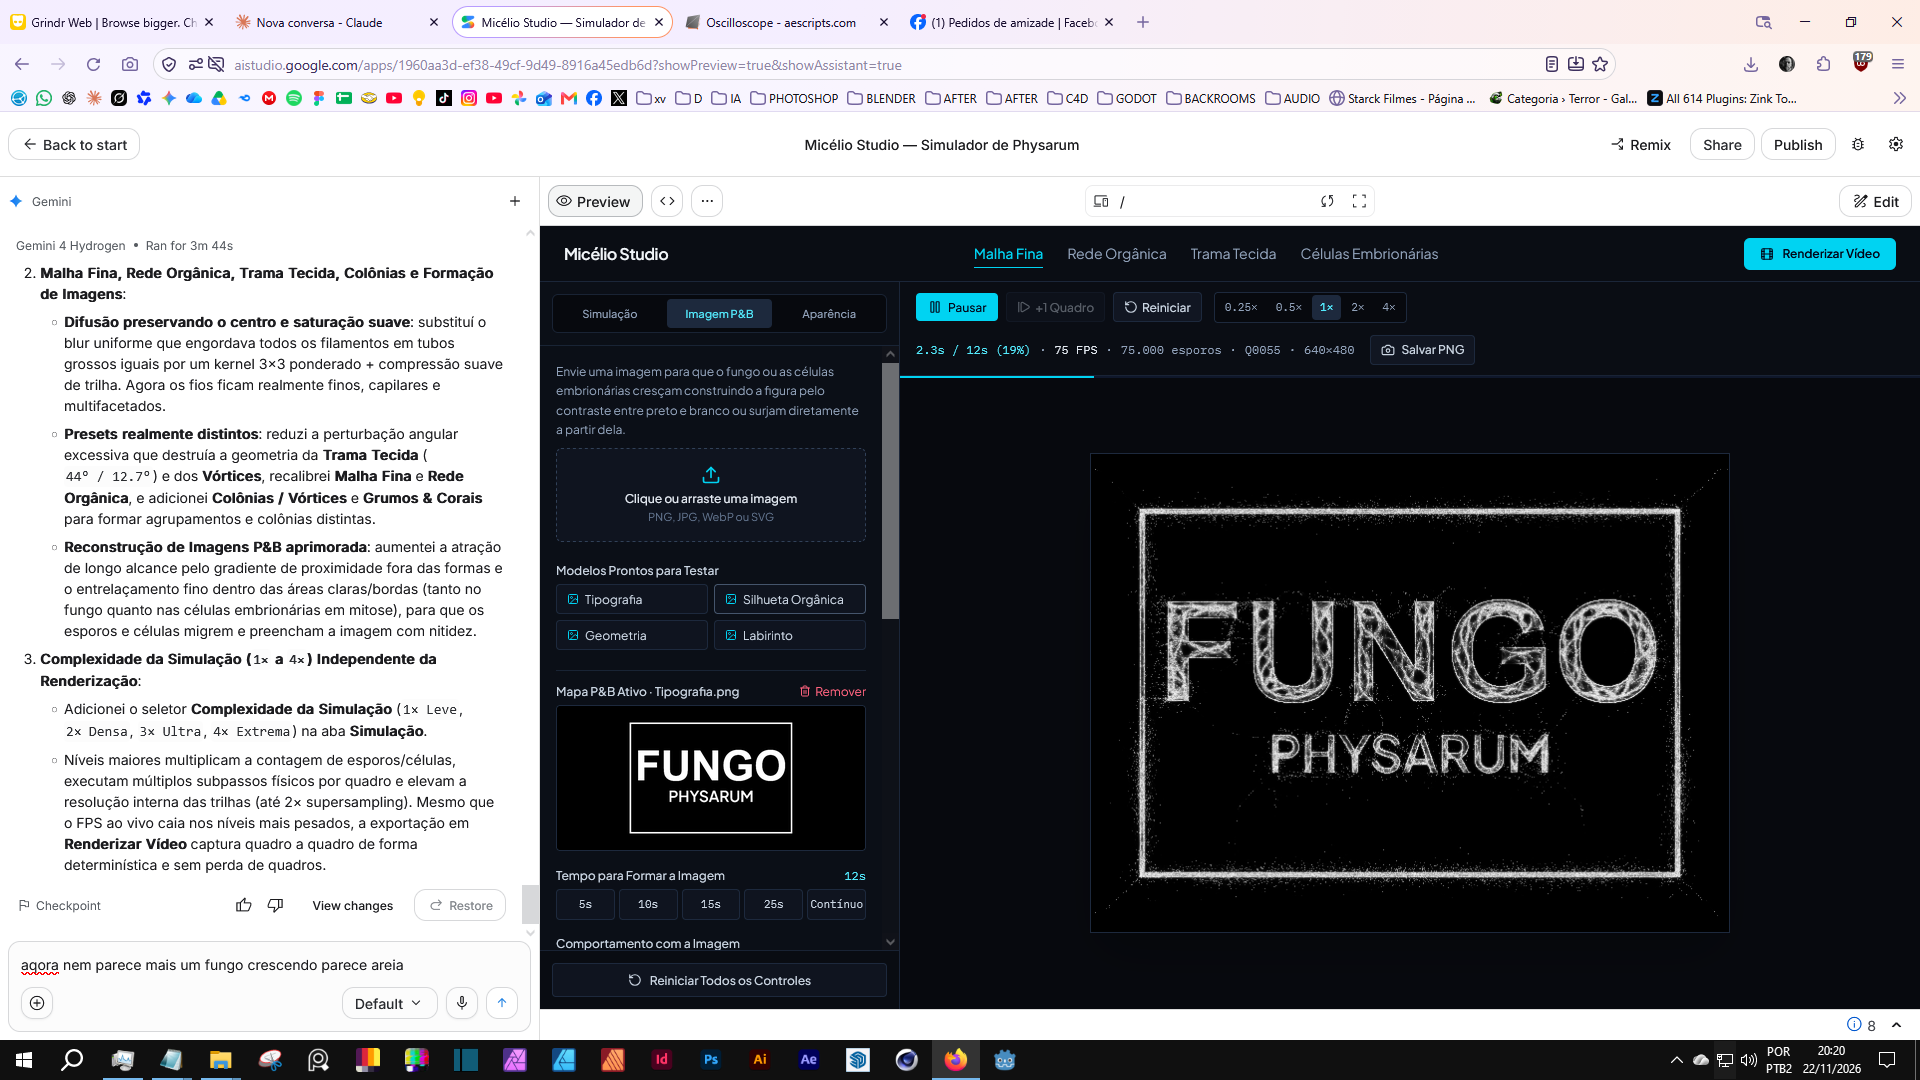 Grindr Web | Browse bigger. Ch
Nova conversa - Claude
Micélio Studio — Simulador de
Oscilloscope - aescripts.com
(1) Pedidos de amizade | Faceb
aistudio.google.com/apps/1960aa3d-ef38-49cf-9d49-8916a45edb6d?showPreview=true&showAssistant=true
179
xv
D
IA
PHOTOSHOP
BLENDER
AFTER
AFTER
C4D
GODOT
BACKROOMS
AUDIO
Starck Filmes - Página ...
Categoria › Terror - Gal...
All 614 Plugins: Zink To...
Back to start
Micélio Studio — Simulador de Physarum
Remix
Share
Publish
Gemini
Preview
/
Edit
Gemini 4 Hydrogen • Ran for 3m 44s
2. Malha Fina, Rede Orgânica, Trama Tecida, Colônias e Formação
de Imagens:
Difusão preservando o centro e saturação suave: substituí o
blur uniforme que engordava todos os filamentos em tubos
grossos iguais por um kernel 3×3 ponderado + compressão suave
de trilha. Agora os fios ficam realmente finos, capilares e
multifacetados.
Presets realmente distintos: reduzi a perturbação angular
excessiva que destruía a geometria da Trama Tecida (
44° / 12.7°) e dos Vórtices, recalibrei Malha Fina e Rede
Orgânica, e adicionei Colônias / Vórtices e Grumos & Corais
para formar agrupamentos e colônias distintas.
Reconstrução de Imagens P&B aprimorada: aumentei a atração
de longo alcance pelo gradiente de proximidade fora das formas e
o entrelaçamento fino dentro das áreas claras/bordas (tanto no
fungo quanto nas células embrionárias em mitose), para que os
esporos e células migrem e preencham a imagem com nitidez.
3. Complexidade da Simulação (1× a 4×) Independente da
Renderização:
Adicionei o seletor Complexidade da Simulação (1× Leve,
2× Densa, 3× Ultra, 4× Extrema) na aba Simulação.
Níveis maiores multiplicam a contagem de esporos/células,
executam múltiplos subpassos físicos por quadro e elevam a
resolução interna das trilhas (até 2× supersampling). Mesmo que
o FPS ao vivo caia nos níveis mais pesados, a exportação em
Renderizar Vídeo captura quadro a quadro de forma
determinística e sem perda de quadros.
Checkpoint
View changes
Restore
agora nem parece mais um fungo crescendo parece areia
Default
Micélio Studio
Malha Fina
Rede Orgânica
Trama Tecida
Células Embrionárias
Renderizar Vídeo
Simulação
Imagem P&B
Aparência
Envie uma imagem para que o fungo ou as células
embrionárias cresçam construindo a figura pelo
contraste entre preto e branco ou surjam diretamente
a partir dela.
Clique ou arraste uma imagem
PNG, JPG, WebP ou SVG
Modelos Prontos para Testar
Tipografia
Silhueta Orgânica
Geometria
Labirinto
Mapa P&B Ativo · Tipografia.png
Remover
FUNGO
PHYSARUM
Tempo para Formar a Imagem
12s
5s
10s
15s
25s
Contínuo
Comportamento com a Imagem
Reiniciar Todos os Controles
Pausar
+1 Quadro
Reiniciar
0.25×
0.5×
1×
2×
4×
2.3s / 12s (19%) · 75 FPS · 75.000 esporos · Q0055 · 640×480
Salvar PNG
FUNGO
PHYSARUM
8
Id
Ps
Ai
Ae
POR
PTB2
20:20
22/11/2026